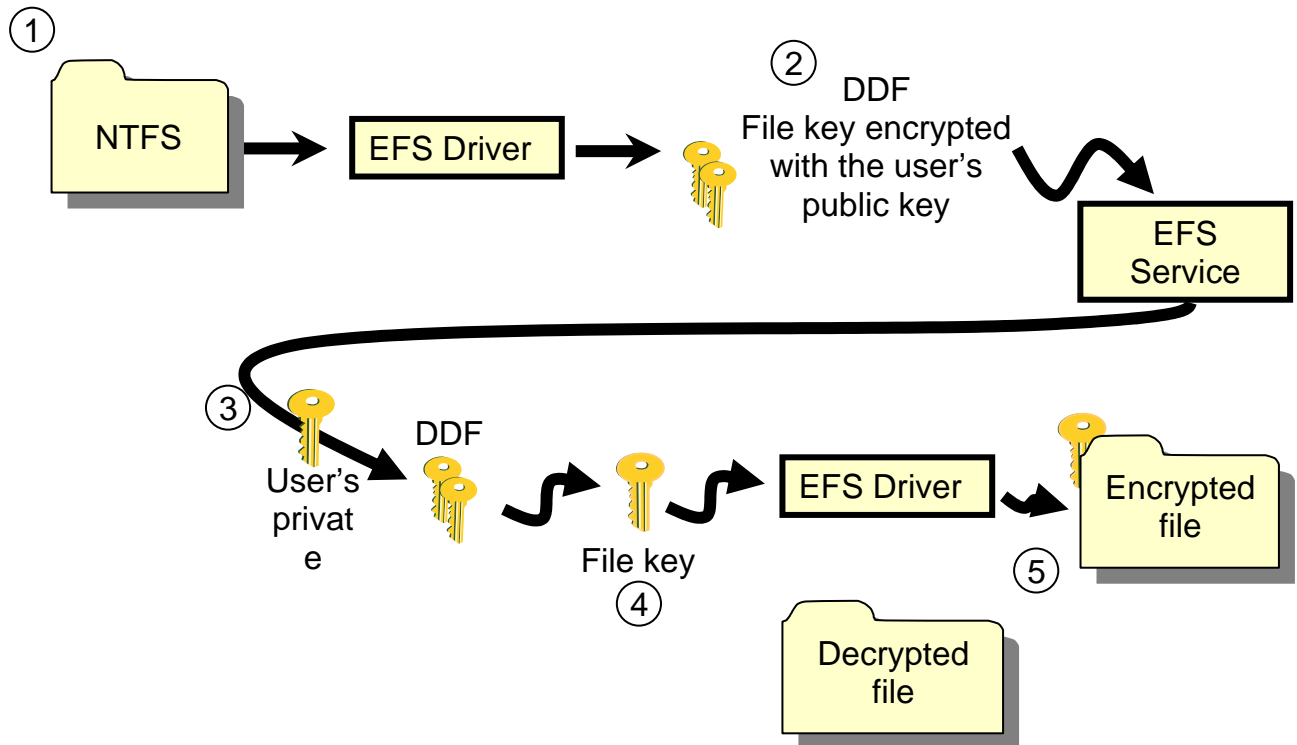 1
NTFS
EFS Driver
2
DDF
File key encrypted
with the user's
public key
EFS
Service
3
User's
privat
e
DDF
File key
4
EFS Driver
5
Encrypted
file
Decrypted
file